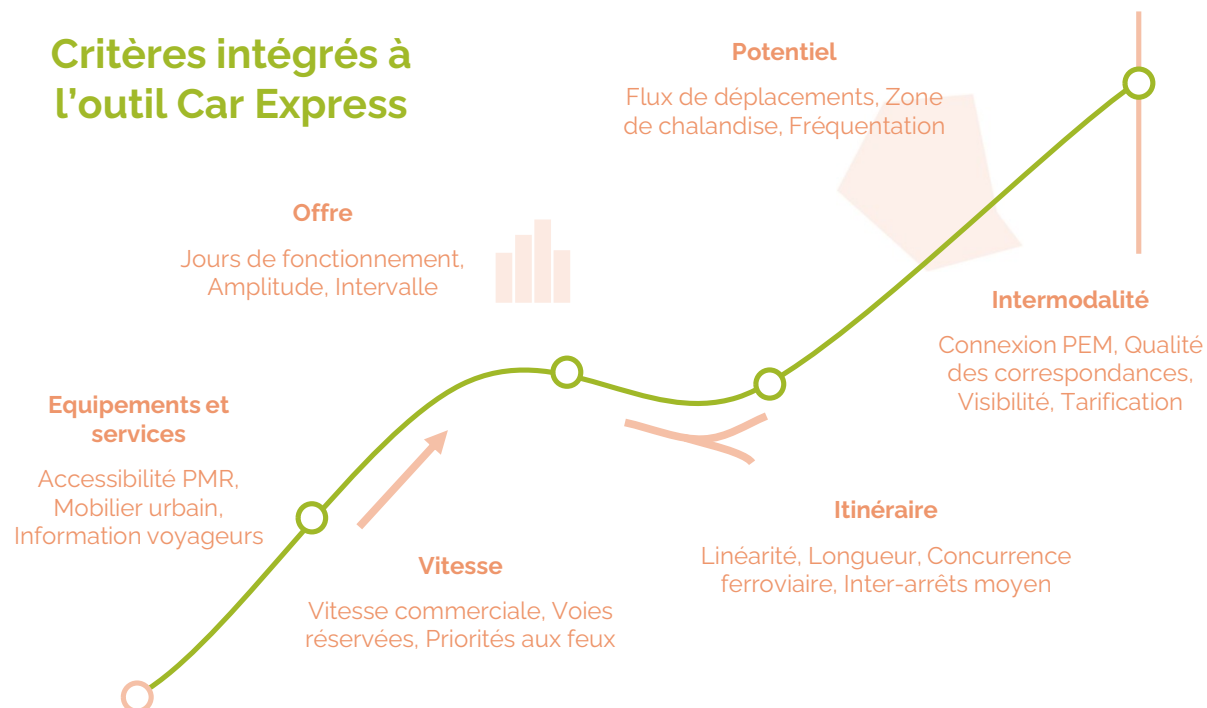 Critères intégrés à
l'outil Car Express
Potentiel
Flux de déplacements, Zone
de chalandise, Fréquentation
Offre
Jours de fonctionnement,
Amplitude, Intervalle
Intermodalité
Connexion PEM, Qualité
des correspondances,
Visibilité, Tarification
Equipements et
services
Accessibilité PMR,
Mobilier urbain,
Information voyageurs
Itinéraire
Linéarité, Longueur, Concurrence
ferroviaire, Inter-arrêts moyen
Vitesse
Vitesse commerciale, Voies
réservées, Priorités aux feux